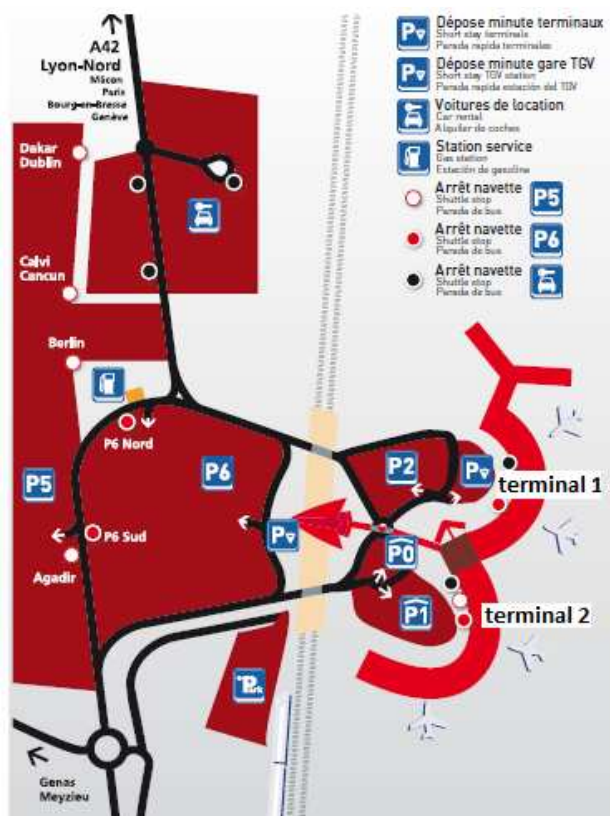 A42
Lyon-Nord
Mâcon
Paris
Bourg-en-Bresse
Genève
Dakar
Dublin
Calvi
Cancun
Berlin
P6 Nord
P5
P6
P6 Sud
Agadir
P
P2
P
terminal 1
P0
P1
terminal 2
Park
Genas
Meyzieu
P
Dépose minute terminaux
Short stay terminals
Parada rapida terminales
P
Dépose minute gare TGV
Short stay TGV station
Parada rapida estación del TGV
Voitures de location
Car rental
Alquiler de coches
Station service
Gas station
Estación de gasolina
Arrêt navette
Shuttle stop
Parada de bus
P5
Arrêt navette
Shuttle stop
Parada de bus
P6
Arrêt navette
Shuttle stop
Parada de bus